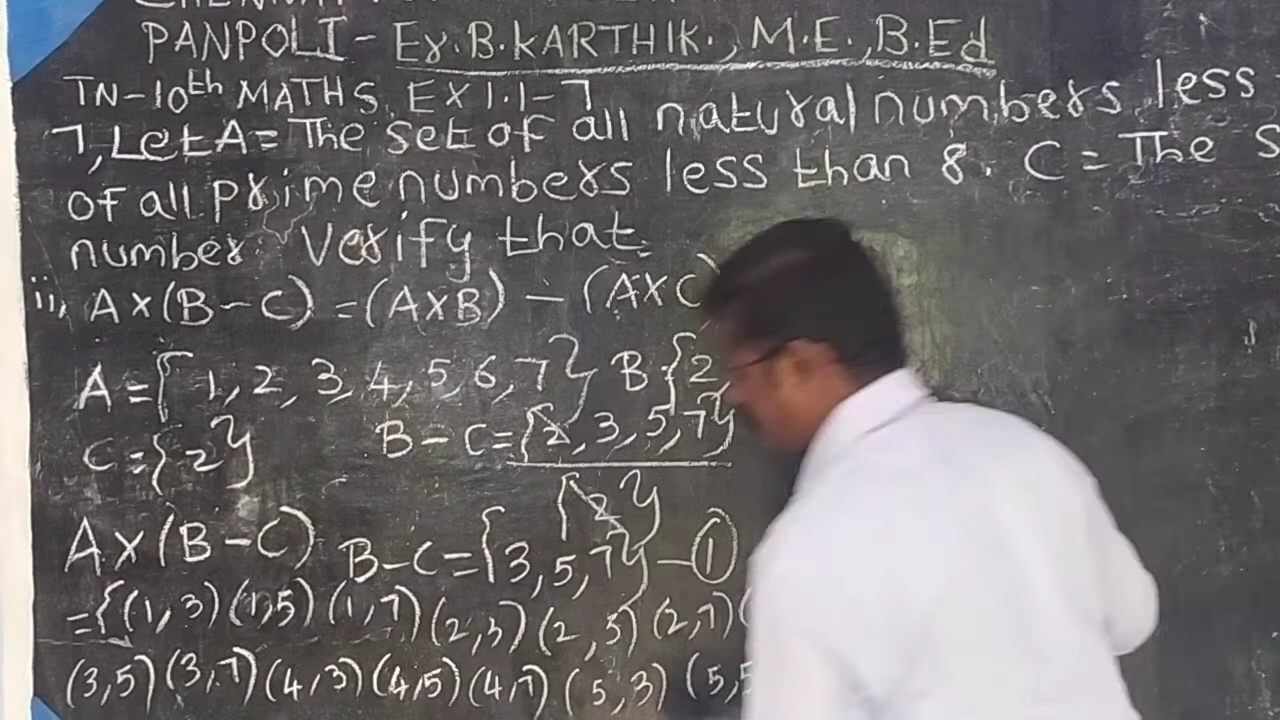 PANPOLI- Er.B.KARTHIK., M.E.,B.Ed
TN-10th MATHS, EX 1.1-7
7, Let A = The set of all natural numbers less
of all prime numbers less than 8. C = The S
number. Verify that.
ii, A×(B-C) = (A×B) - (A×C)
A = { 1, 2, 3, 4, 5, 6, 7 } B {2,
C = {2} B-C = {2, 3, 5, 7}
{2}
A×(B-C) B-C = {3, 5, 7} - ①
= {(1,3) (1,5) (1,7) (2,3) (2,5) (2,7) (
(3,5) (3,7) (4,3) (4,5) (4,7) (5,3) (5,5